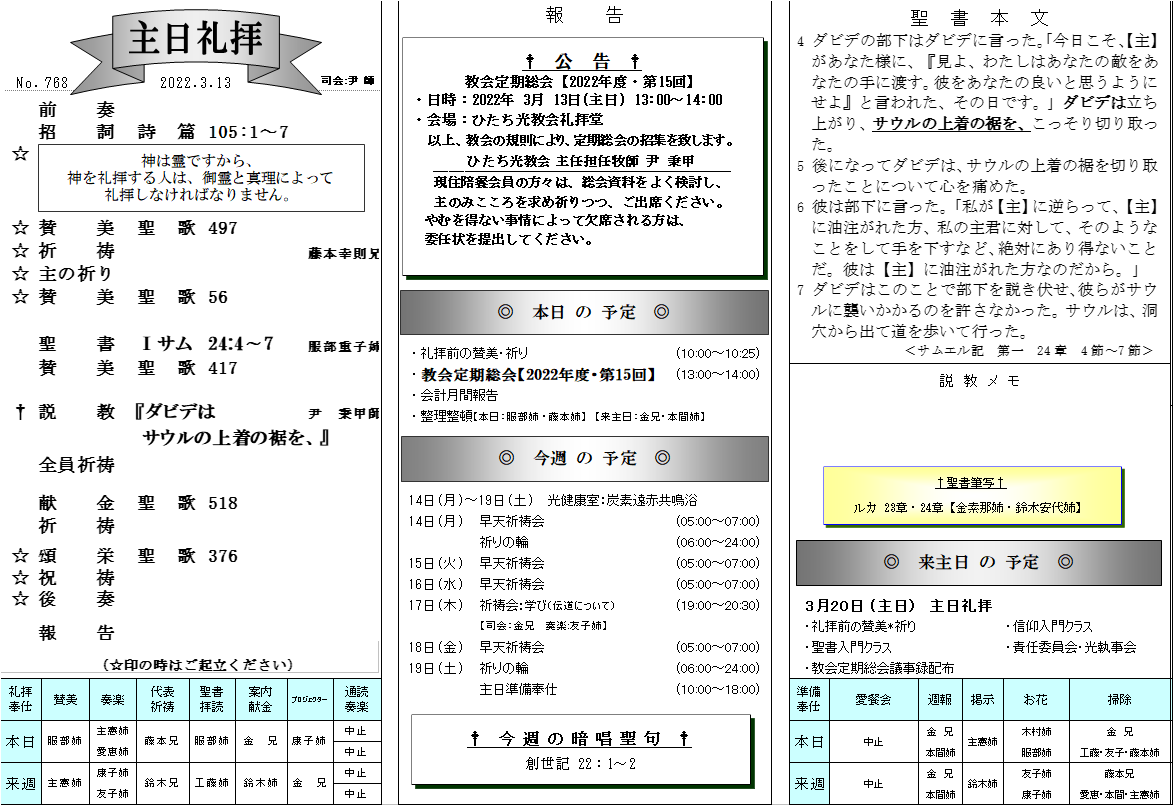 主日礼拝
No. 768
2022.3.13
司会:尹 師
前 奏
招 詞 詩 篇 105:1～7
☆
神は霊ですから、
神を礼拝する人は、御霊と真理によって
礼拝しなければなりません。
☆ 賛 美 聖 歌 497
☆ 祈 祷 藤本幸則兄
☆ 主の祈り
☆ 賛 美 聖 歌 56
聖 書 Ⅰサム 24:4～7 服部重子姉
賛 美 聖 歌 417
† 説 教 『ダビデは 尹 秉甲師
サウルの上着の裾を、』
全員祈祷
献 金 聖 歌 518
祈 祷
☆ 頌 栄 聖 歌 376
☆ 祝 祷
☆ 後 奏
報 告
(☆印の時はご起立ください)
礼拝奉仕 賛美 奏楽 代表祈祷 聖書拝読 案内献金 プロジェクター 通読奏楽
本日 服部姉 主憲姉 愛恵姉 藤本兄 服部姉 金 兄 康子姉 中止 中止
来週 主憲姉 康子姉 友子姉 鈴木兄 工藤姉 鈴木姉 金 兄 中止 中止
報 告
† 公 告 †
教会定期総会【2022年度・第15回】
・日時：2022年 3月 13日(主日) 13:00～14:00
・会場：ひたち光教会礼拝堂
以上、教会の規則により、定期総会の招集を致します。
ひたち光教会 主任担任牧師 尹 秉甲
現住陪餐会員の方々は、総会資料をよく検討し、
主のみこころを求め祈りつつ、ご出席ください。
やむを得ない事情によって欠席される方は、
委任状を提出してください。
◎ 本日 の 予定 ◎
・礼拝前の賛美・祈り (10:00～10:25)
・教会定期総会【2022年度・第15回】 (13:00～14:00)
・会計月間報告
・整理整頓【本日:服部姉・藤本姉】【来主日:金兄・本間姉】
◎ 今週 の 予定 ◎
14日(月)～19日(土) 光健康室:炭素遠赤共鳴浴
14日(月) 早天祈祷会 (05:00～07:00)
祈りの輪 (06:00～24:00)
15日(火) 早天祈祷会 (05:00～07:00)
16日(水) 早天祈祷会 (05:00～07:00)
17日(木) 祈祷会:学び(伝道について) (19:00～20:30)
【司会:金兄 奏楽:友子姉】
18日(金) 早天祈祷会 (05:00～07:00)
19日(土) 祈りの輪 (06:00～24:00)
主日準備奉仕 (10:00～18:00)
† 今週の暗唱聖句 †
創世記 22：1～2
聖書本文
4 ダビデの部下はダビデに言った。「今日こそ、【主】
があなた様に、『見よ、わたしはあなたの敵をあ
なたの手に渡す。彼をあなたの良いと思うように
せよ』と言われた、その日です。」ダビデは立ち
上がり、サウルの上着の裾を、こっそり切り取っ
た。
5 後になってダビデは、サウルの上着の裾を切り取
ったことについて心を痛めた。
6 彼は部下に言った。「私が【主】に逆らって、【主】
に油注がれた方、私の主君に対して、そのような
ことをして手を下すなど、絶対にあり得ないこと
だ。彼は【主】に油注がれた方なのだから。」
7 ダビデはこのことで部下を説き伏せ、彼らがサウ
ルに襲いかかるのを許さなかった。サウルは、洞
穴から出て道を歩いて行った。
＜サムエル記 第一 24章 4節～7節＞
説教メモ
†聖書筆写†
ルカ 23章・24章【金索那姉・鈴木安代姉】
◎ 来主日 の 予定 ◎
3月20日(主日) 主日礼拝
・礼拝前の賛美*祈り ・信仰入門クラス
・聖書入門クラス ・責任委員会・光執事会
・教会定期総会議事録配布
準備奉仕 愛餐会 週報 掲示 お花 掃除
本日 中止 金 兄 本間姉 主憲姉 木村姉 服部姉 金 兄 工藤・友子・藤本姉
来週 中止 金 兄 本間姉 鈴木姉 友子姉 康子姉 藤本兄 愛恵・本間・主憲姉